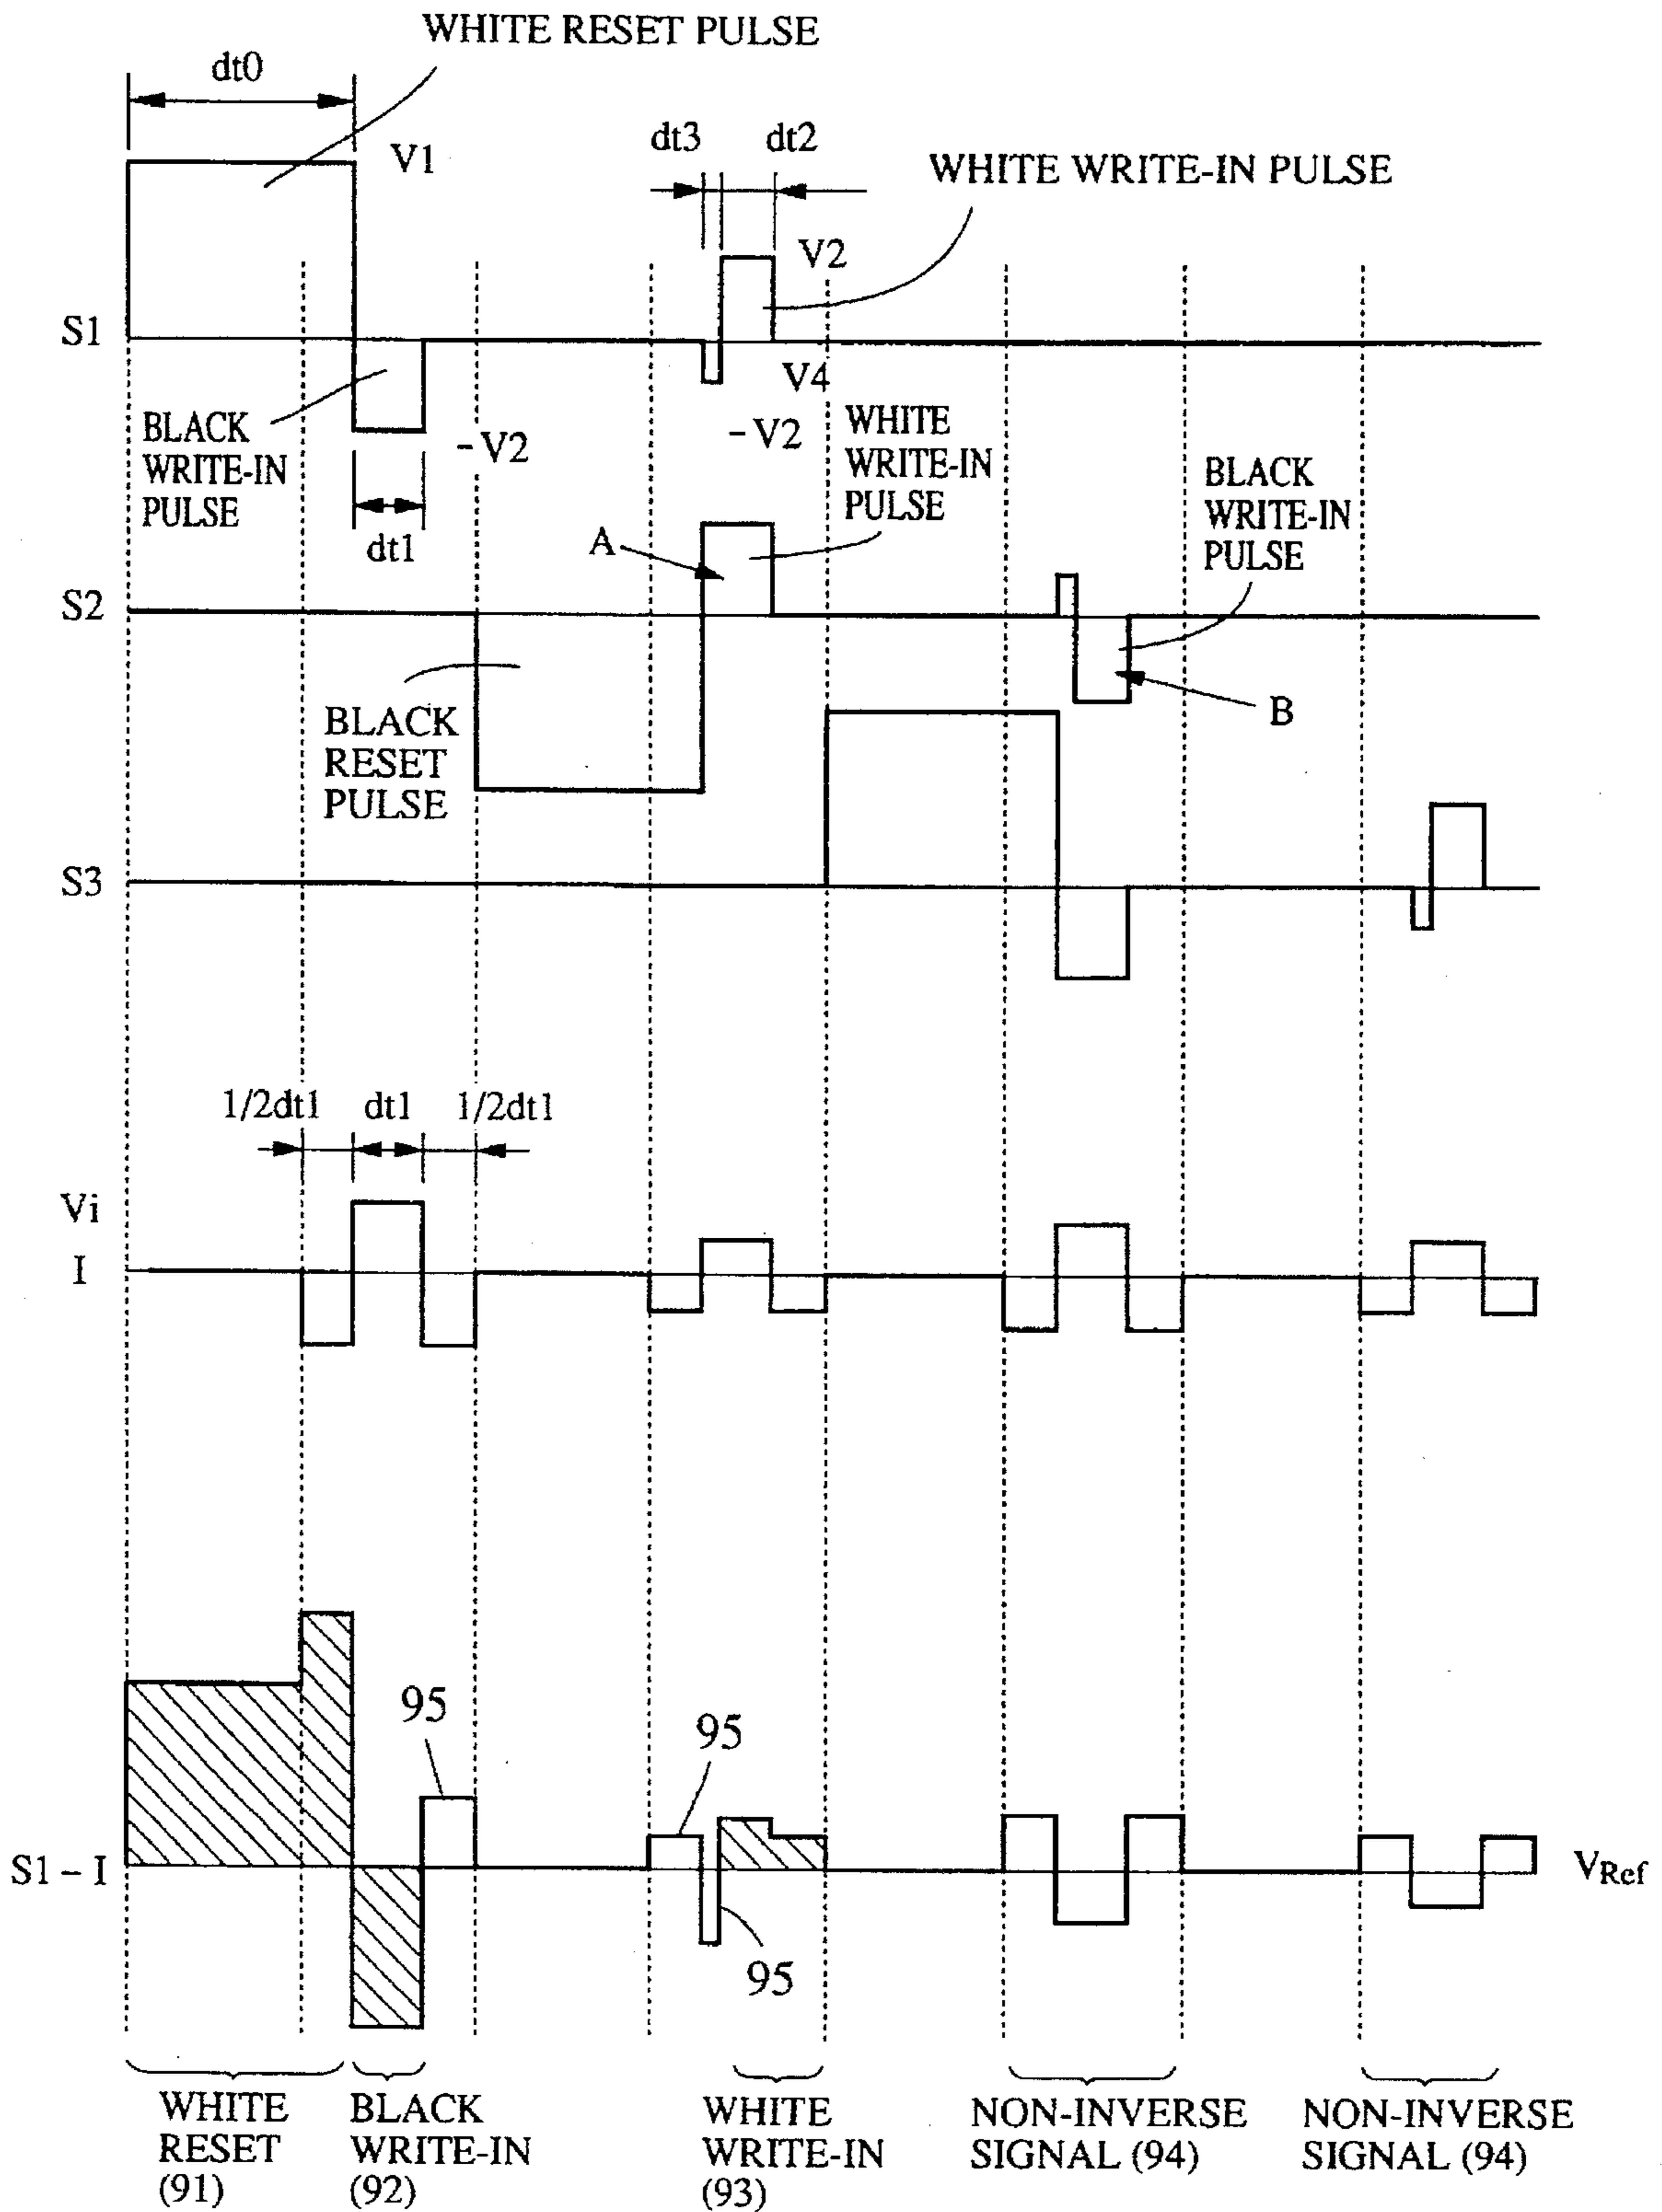 WHITE RESET PULSE
dt0
dt3
dt2
V1
WHITE WRITE-IN PULSE
V2
S1
V4
BLACK
WRITE-IN
PULSE
-V2
-V2
WHITE
WRITE-IN
PULSE
BLACK
WRITE-IN
PULSE
dt1
A
S2
B
BLACK
RESET
PULSE
S3
1/2dt1
dt1
1/2dt1
Vi
I
95
95
S1-I
VRef
95
WHITE
RESET
(91)
BLACK
WRITE-IN
(92)
WHITE
WRITE-IN
(93)
NON-INVERSE
SIGNAL (94)
NON-INVERSE
SIGNAL (94)